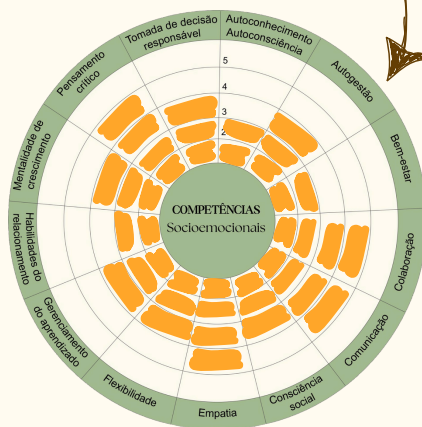 Tomada de decisão
responsável
Autoconhecimento
Autoconsciência
Autogestão
Bem-estar
Colaboração
Comunicação
Consciência
social
Empatia
Flexibilidade
Gerenciamento
do aprendizado
Habilidades do
relacionamento
Mentalidade de
crescimento
Pensamento
crítico
5
4
3
2
COMPETÊNCIAS
Socioemocionais